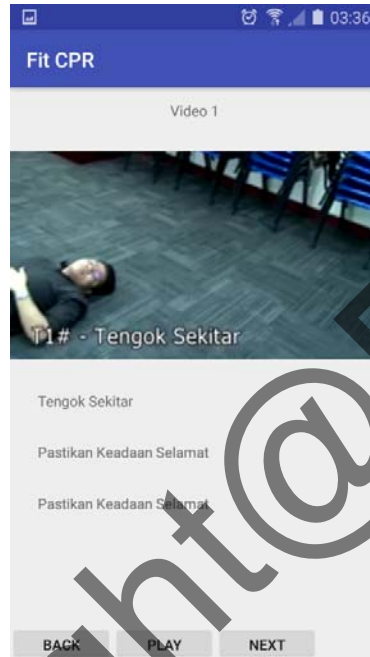 03:36
Fit CPR
Video 1
T1# - Tengok Sekitar
Tengok Sekitar
Pastikan Keadaan Selamat
Pastikan Keadaan Selamat
BACK PLAY NEXT
ght@